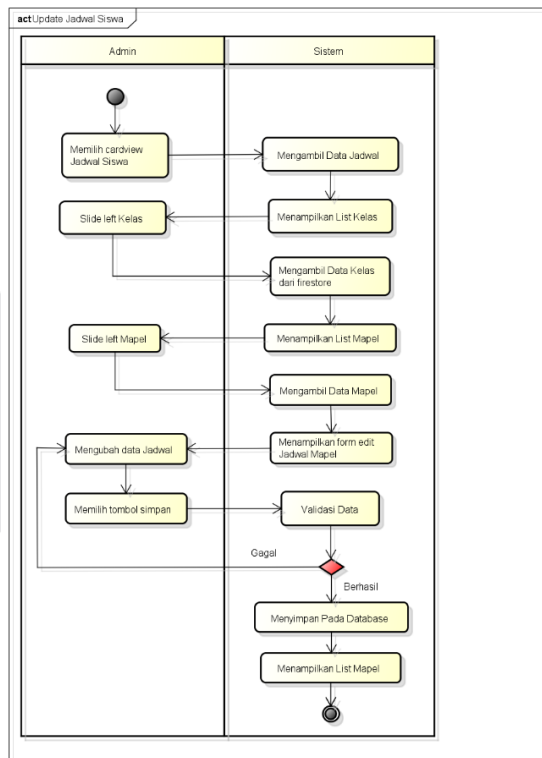 act Update Jadwal Siswa
Admin
Sistem
Memilih cardview
Jadwal Siswa
Mengambil Data Jadwal
Menampilkan List Kelas
Slide left Kelas
Mengambil Data Kelas
dari firestore
Menampilkan List Mapel
Slide left Mapel
Mengambil Data Mapel
Menampilkan form edit
Jadwal Mapel
Mengubah data Jadwal
Memilih tombol simpan
Validasi Data
Gagal
Berhasil
Menyimpan Pada Database
Menampilkan List Mapel